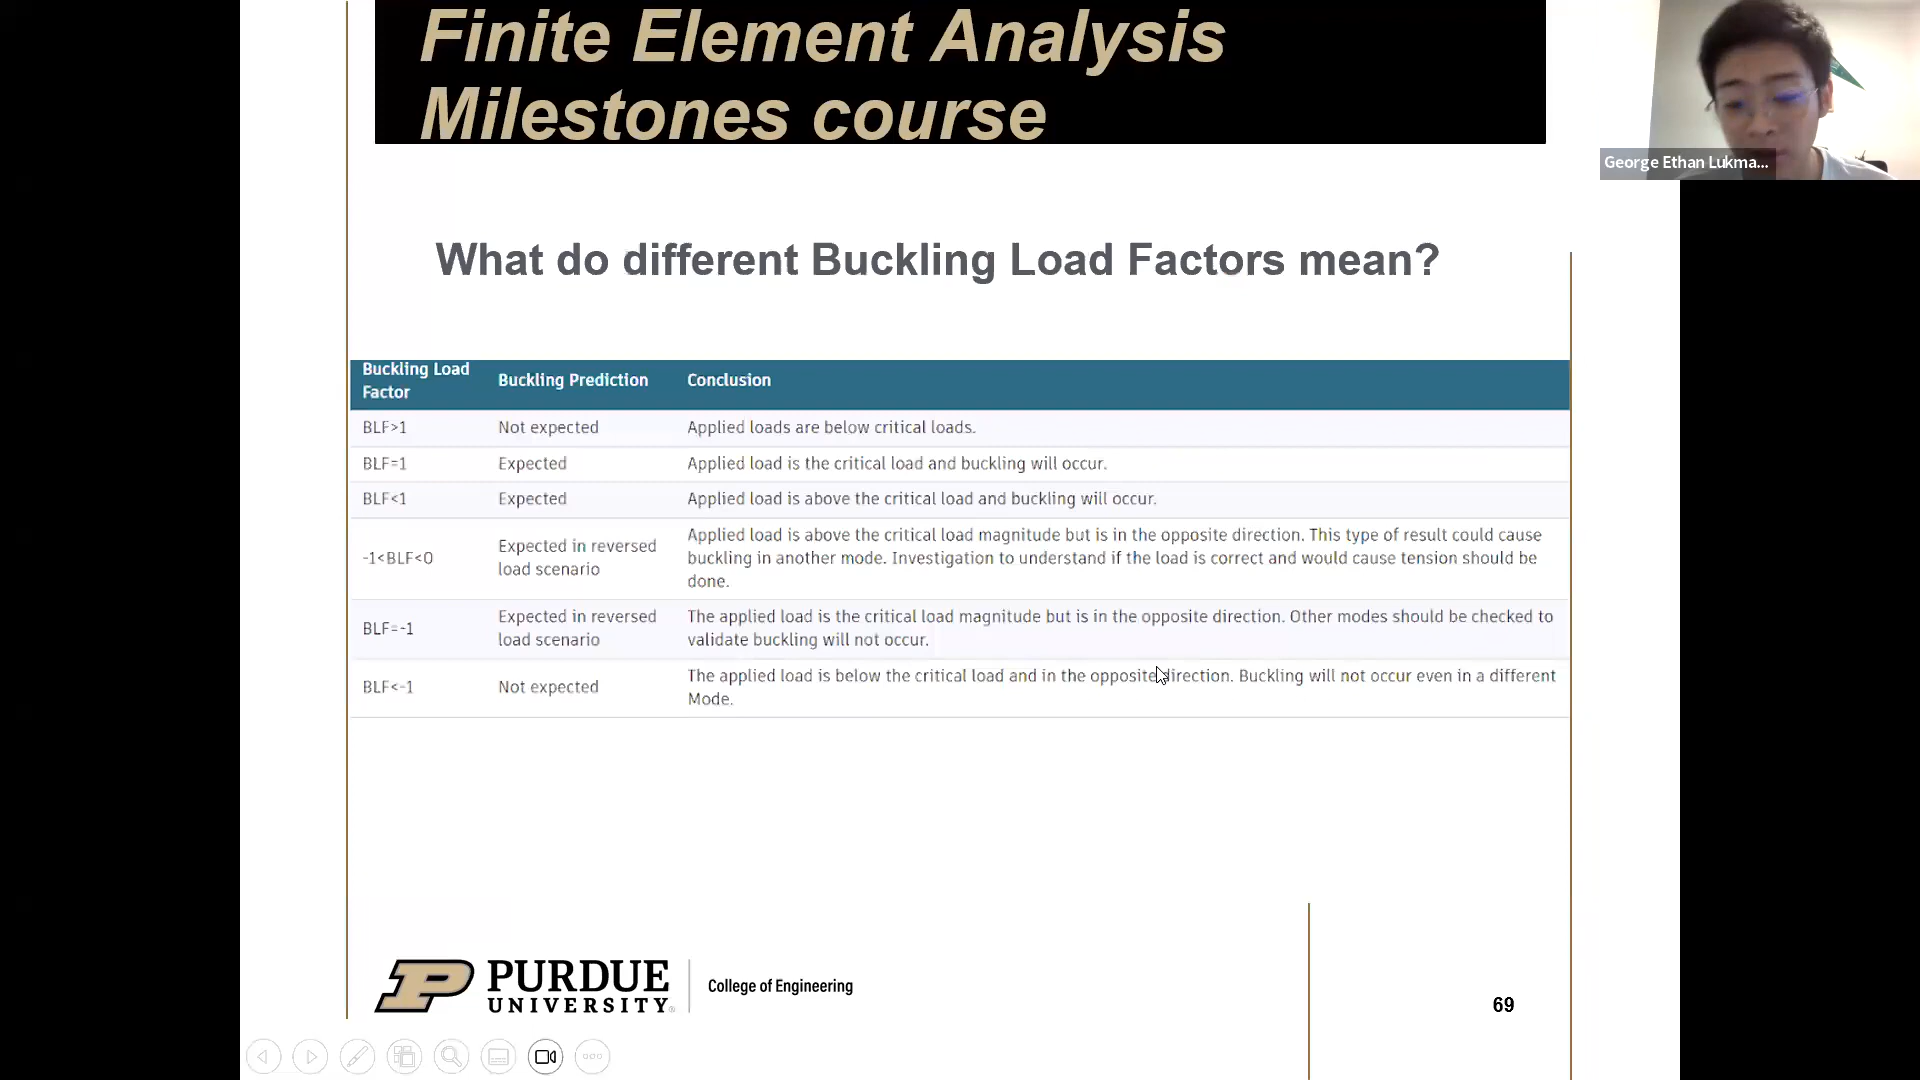 Finite Element Analysis
Milestones course
George Ethan Lukma...
What do different Buckling Load Factors mean?
Buckling Load
Factor
Buckling Prediction
Conclusion
BLF>1
Not expected
Applied loads are below critical loads.
BLF=1
Expected
Applied load is the critical load and buckling will occur.
BLF<1
Expected
Applied load is above the critical load and buckling will occur.
-1<BLF<0
Expected in reversed
load scenario
Applied load is above the critical load magnitude but is in the opposite direction. This type of result could cause
buckling in another mode. Investigation to understand if the load is correct and would cause tension should be
done.
BLF=-1
Expected in reversed
load scenario
The applied load is the critical load magnitude but is in the opposite direction. Other modes should be checked to
validate buckling will not occur.
BLF<-1
Not expected
The applied load is below the critical load and in the opposite direction. Buckling will not occur even in a different
Mode.
PURDUE
UNIVERSITY®
College of Engineering
69